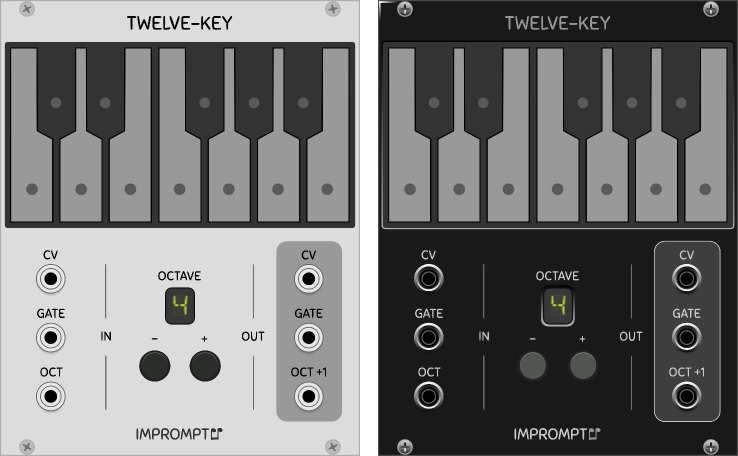 TWELVE-KEY
CV
OCTAVE
CV
4
GATE
GATE
IN
- +
OUT
OCT
OCT +1
IMPROMPT
TWELVE-KEY
CV
OCTAVE
CV
4
GATE
GATE
IN
- +
OUT
OCT
OCT +1
IMPROMPT